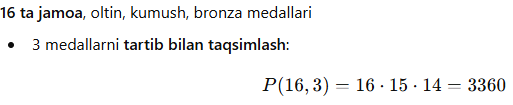 16 ta jamoa, oltin, kumush, bronza medallari
• 3 medallarni tartib bilan taqsimlash:
P(16, 3) = 16 · 15 · 14 = 3360